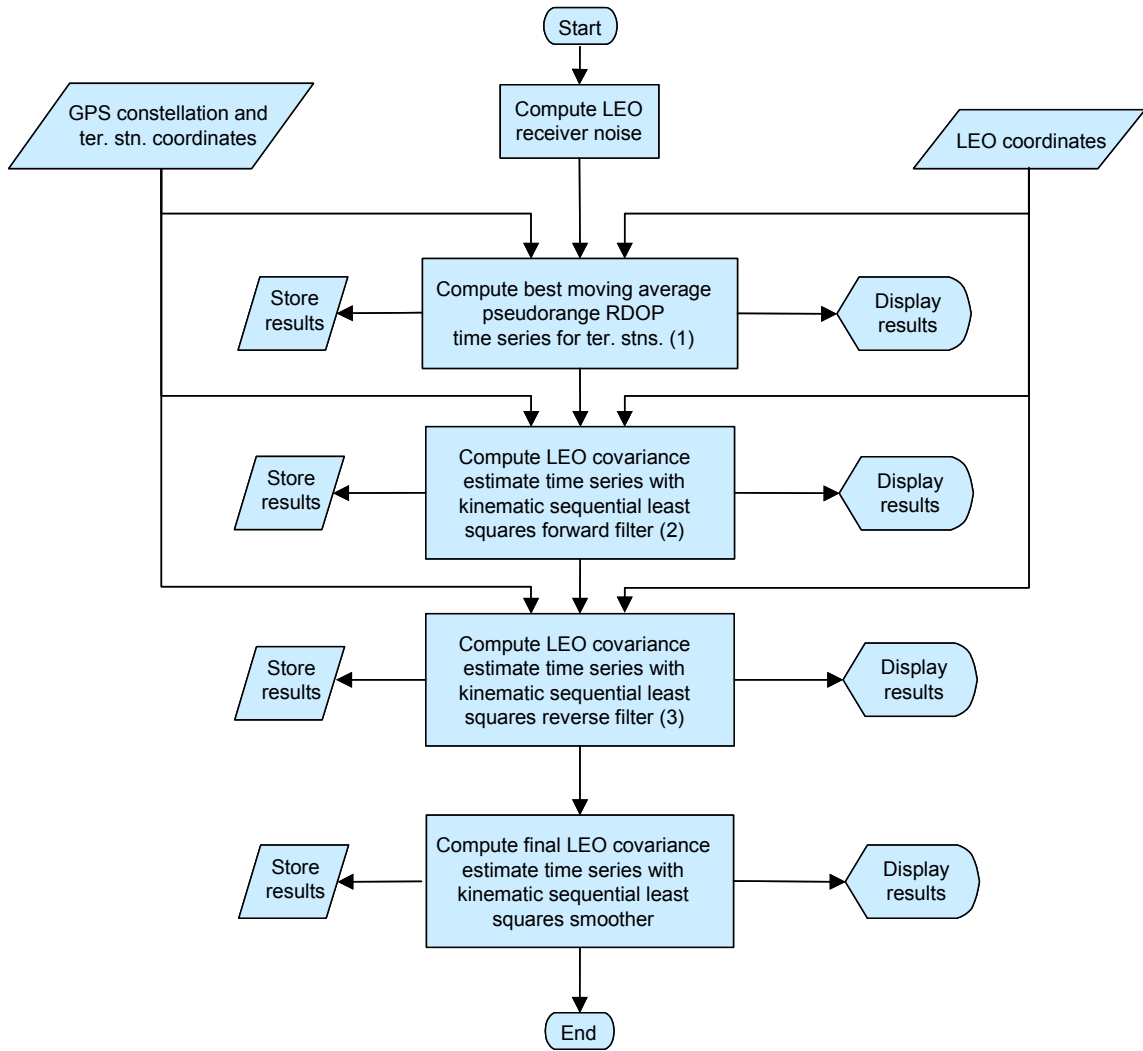 Start
GPS constellation and
ter. stn. coordinates
Compute LEO
receiver noise
LEO coordinates
Store
results
Compute best moving average
pseudorange RDOP
time series for ter. stns. (1)
Display
results
Store
results
Compute LEO covariance
estimate time series with
kinematic sequential least
squares forward filter (2)
Display
results
Store
results
Compute LEO covariance
estimate time series with
kinematic sequential least
squares reverse filter (3)
Display
results
Store
results
Compute final LEO covariance
estimate time series with
kinematic sequential least
squares smoother
Display
results
End